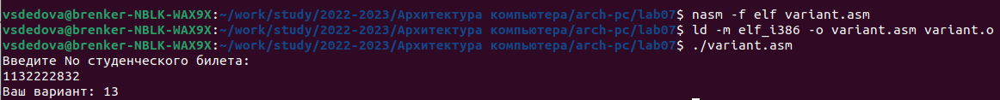 vsdedova@brenker-NBLK-WAX9X:~/work/study/2022-2023/Архитектура компьютера/arch-pc/lab07$ nasm -f elf variant.asm
vsdedova@brenker-NBLK-WAX9X:~/work/study/2022-2023/Архитектура компьютера/arch-pc/lab07$ ld -m elf_i386 -o variant.asm variant.o
vsdedova@brenker-NBLK-WAX9X:~/work/study/2022-2023/Архитектура компьютера/arch-pc/lab07$ ./variant.asm
Введите No студенческого билета:
1132222832
Ваш вариант: 13